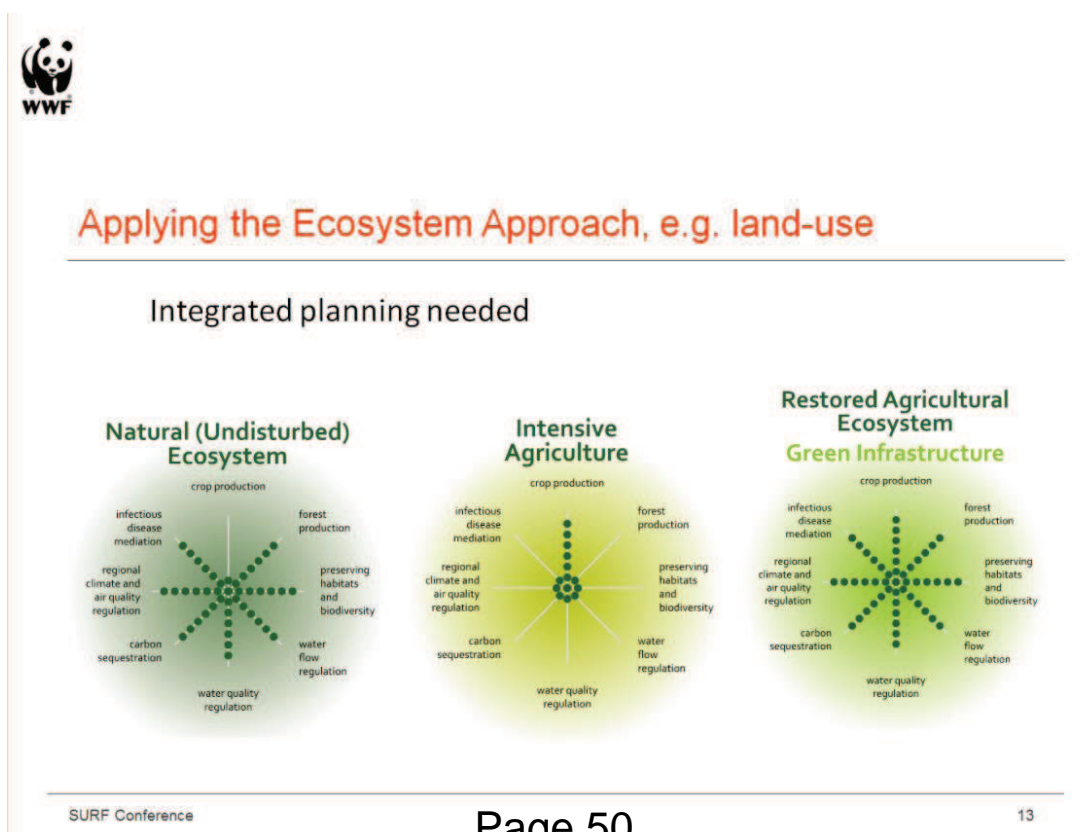 WWF
Applying the Ecosystem Approach, e.g. land-use
Integrated planning needed
Natural (Undisturbed)
Ecosystem
crop production
infectious
disease
mediation
forest
production
regional
climate and
air quality
regulation
preserving
habitats
and
biodiversity
carbon
sequestration
water
flow
regulation
water quality
regulation
Intensive
Agriculture
crop production
infectious
disease
mediation
forest
production
regional
climate and
air quality
regulation
preserving
habitats
and
biodiversity
carbon
sequestration
water
flow
regulation
water quality
regulation
Restored Agricultural
Ecosystem
Green Infrastructure
crop production
infectious
disease
mediation
forest
production
regional
climate and
air quality
regulation
preserving
habitats
and
biodiversity
carbon
sequestration
water
flow
regulation
water quality
regulation
SURF Conference
Page 50
13